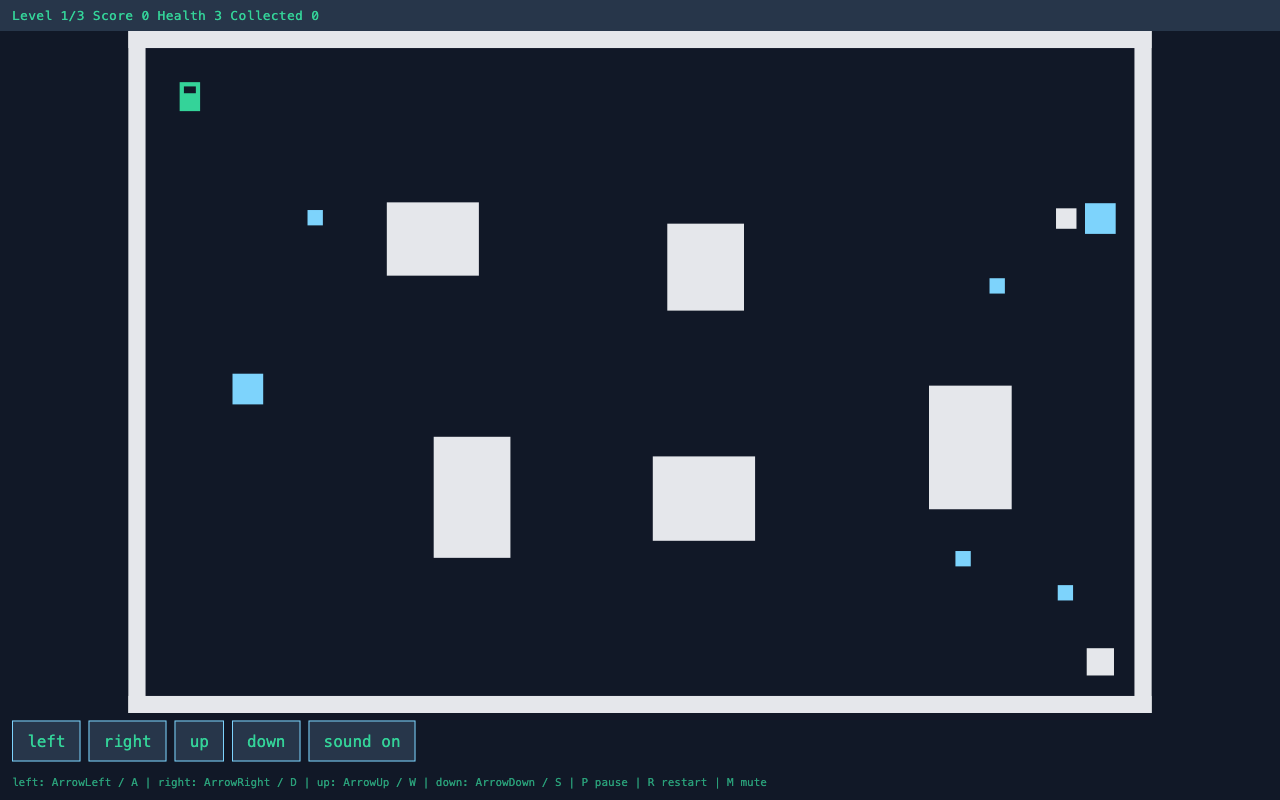 Level 1/3 Score 0 Health 3 Collected 0
left
right
up
down
sound on
left: ArrowLeft / A | right: ArrowRight / D | up: ArrowUp / W | down: ArrowDown / S | P pause | R restart | M mute